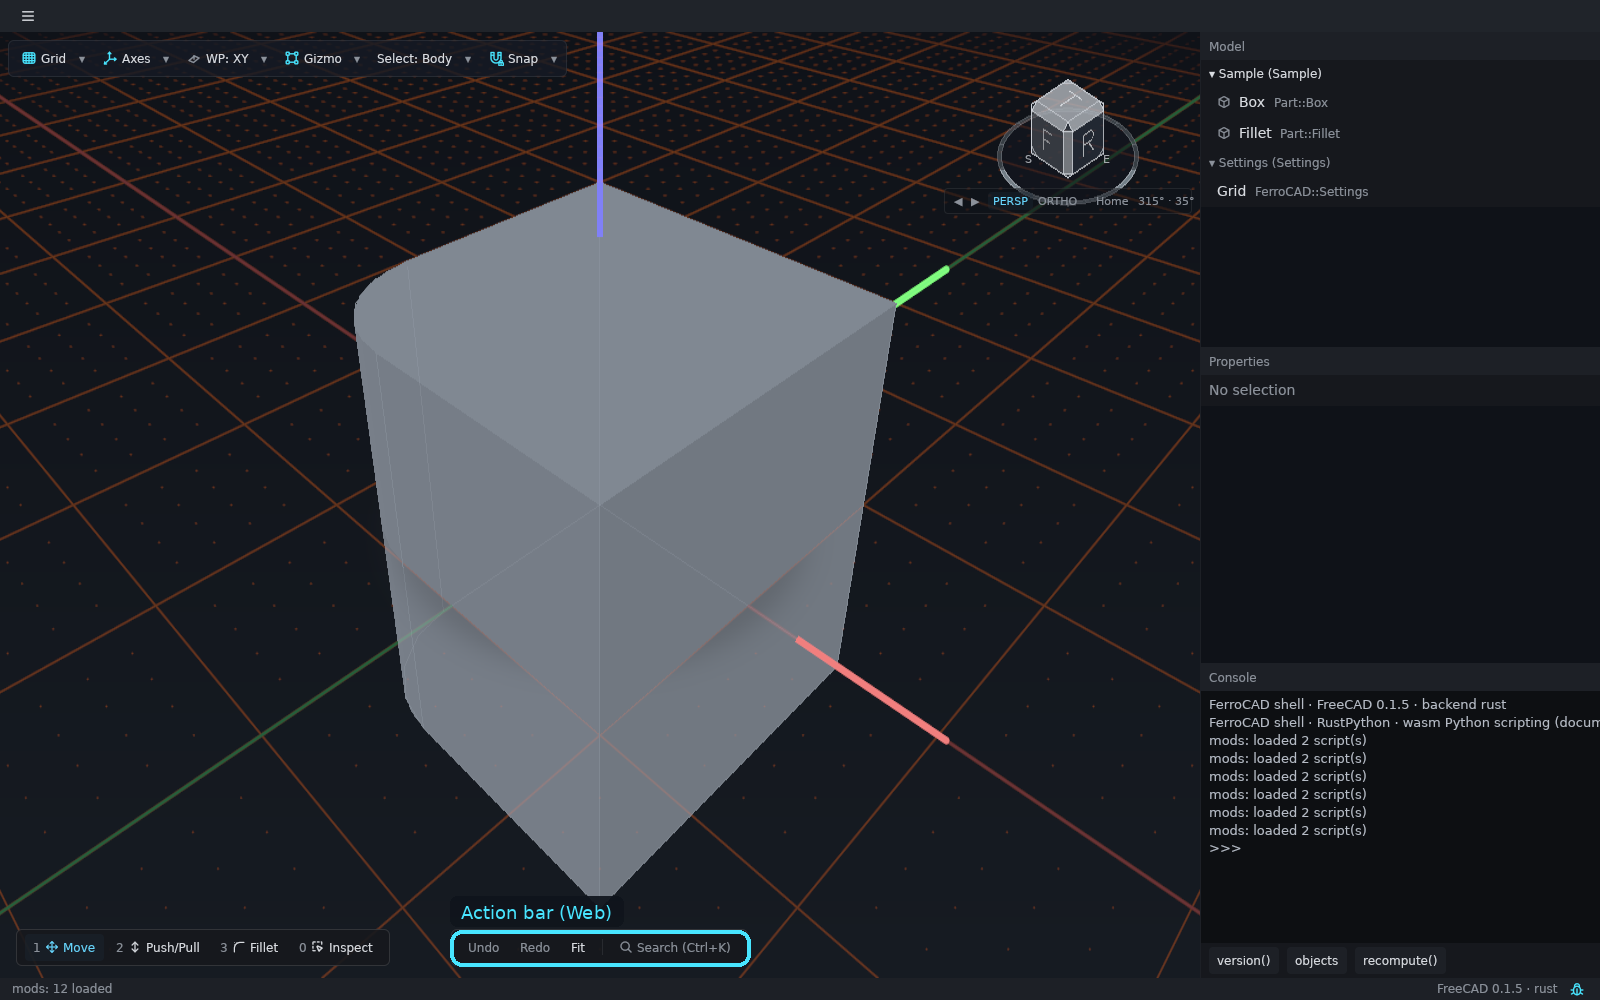 Grid ▾ Axes ▾ WP: XY ▾ Gizmo ▾ Select: Body ▾ Snap ▾
T
F R
S E
◀ ▶ PERSP ORTHO Home 315° · 35°
Model
▾ Sample (Sample)
Box Part::Box
Fillet Part::Fillet
▾ Settings (Settings)
Grid FerroCAD::Settings
Properties
No selection
Console
FerroCAD shell · FreeCAD 0.1.5 · backend rust
FerroCAD shell · RustPython · wasm Python scripting (docum
mods: loaded 2 script(s)
mods: loaded 2 script(s)
mods: loaded 2 script(s)
mods: loaded 2 script(s)
mods: loaded 2 script(s)
mods: loaded 2 script(s)
>>>
version() objects recompute()
Action bar (Web)
1 Move 2 Push/Pull 3 Fillet 0 Inspect
Undo Redo Fit Search (Ctrl+K)
mods: 12 loaded
FreeCAD 0.1.5 · rust